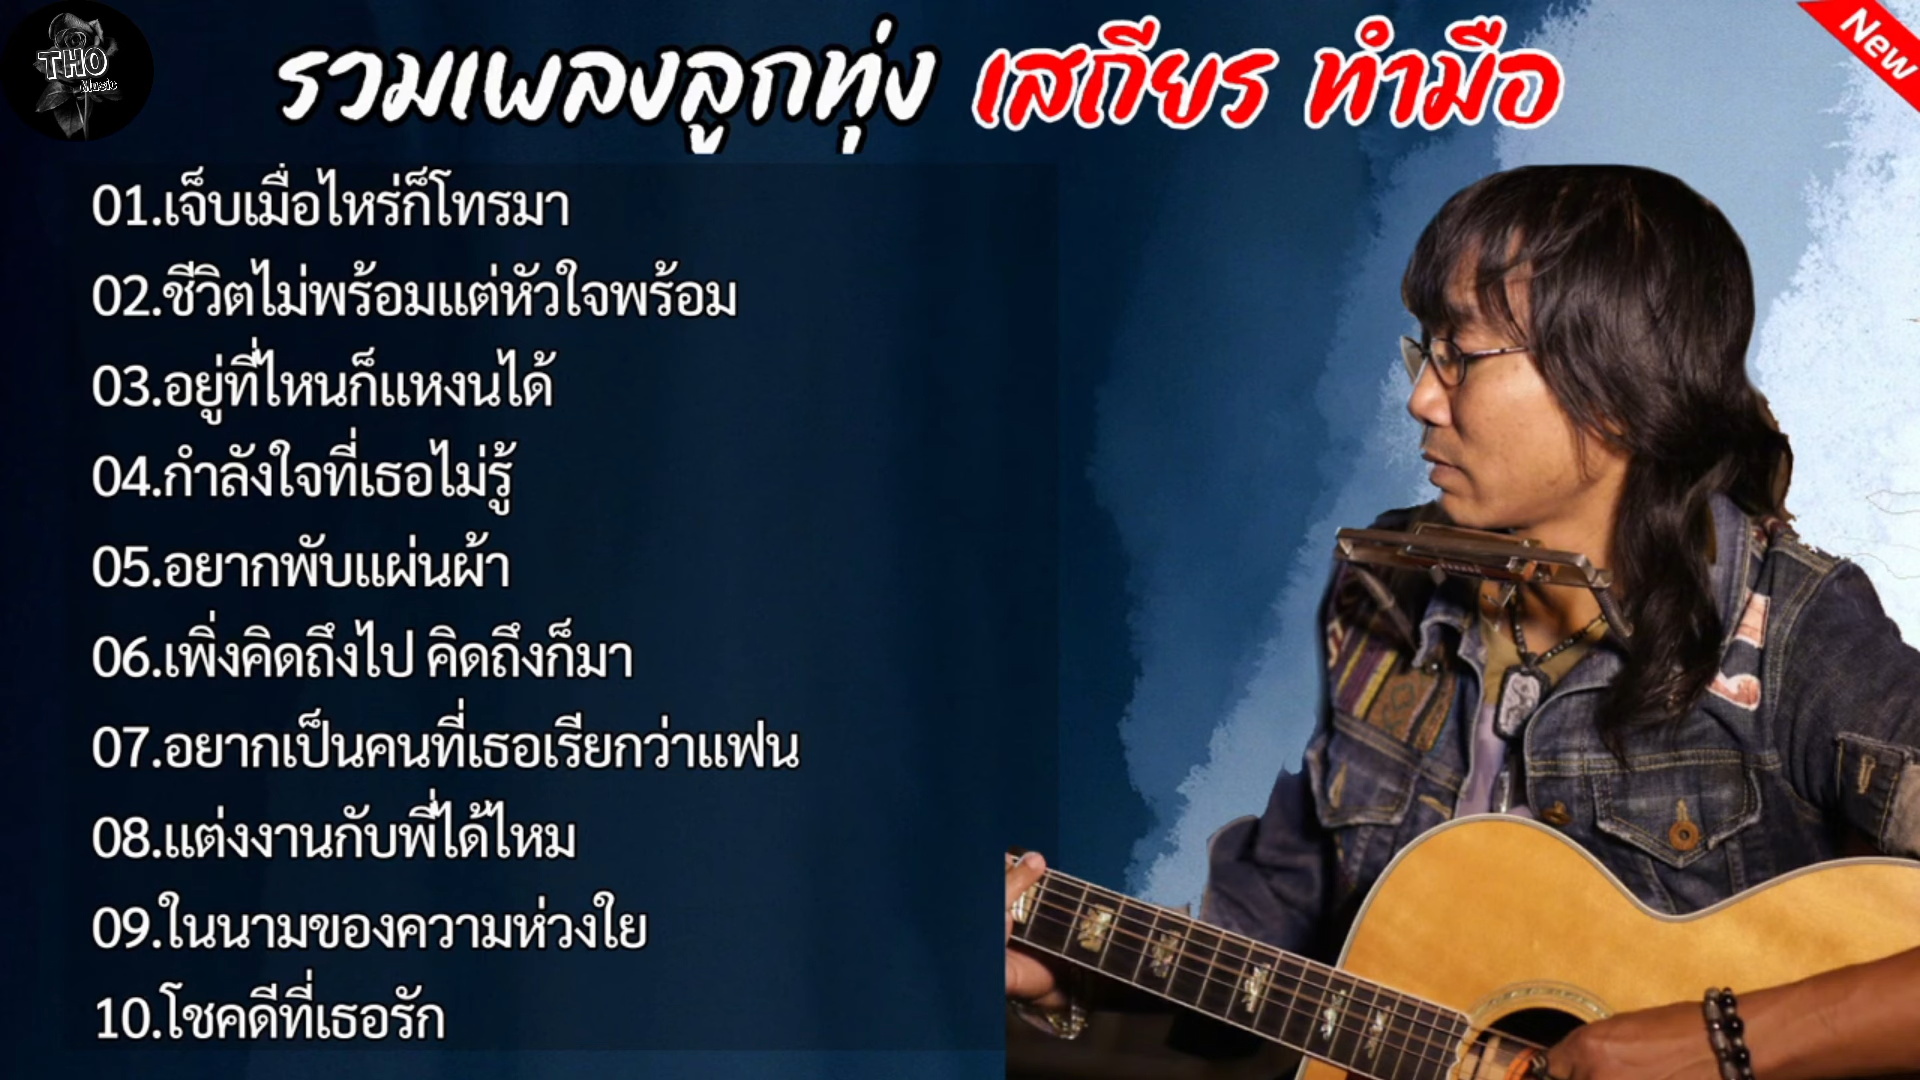 THO
Music
รวมเพลงลูกทุ่ง เสถียร ทำมือ
New
01.เจ็บเมื่อไหร่ก็โทรมา
02.ชีวิตไม่พร้อมแต่หัวใจพร้อม
03.อยู่ที่ไหนก็แหงนได้
04.กำลังใจที่เธอไม่รู้
05.อยากพับแผ่นผ้า
06.เพิ่งคิดถึงไป คิดถึงก็มา
07.อยากเป็นคนที่เธอเรียกว่าแฟน
08.แต่งงานกับพี่ได้ไหม
09.ในนามของความห่วงใย
10.โชคดีที่เธอรัก